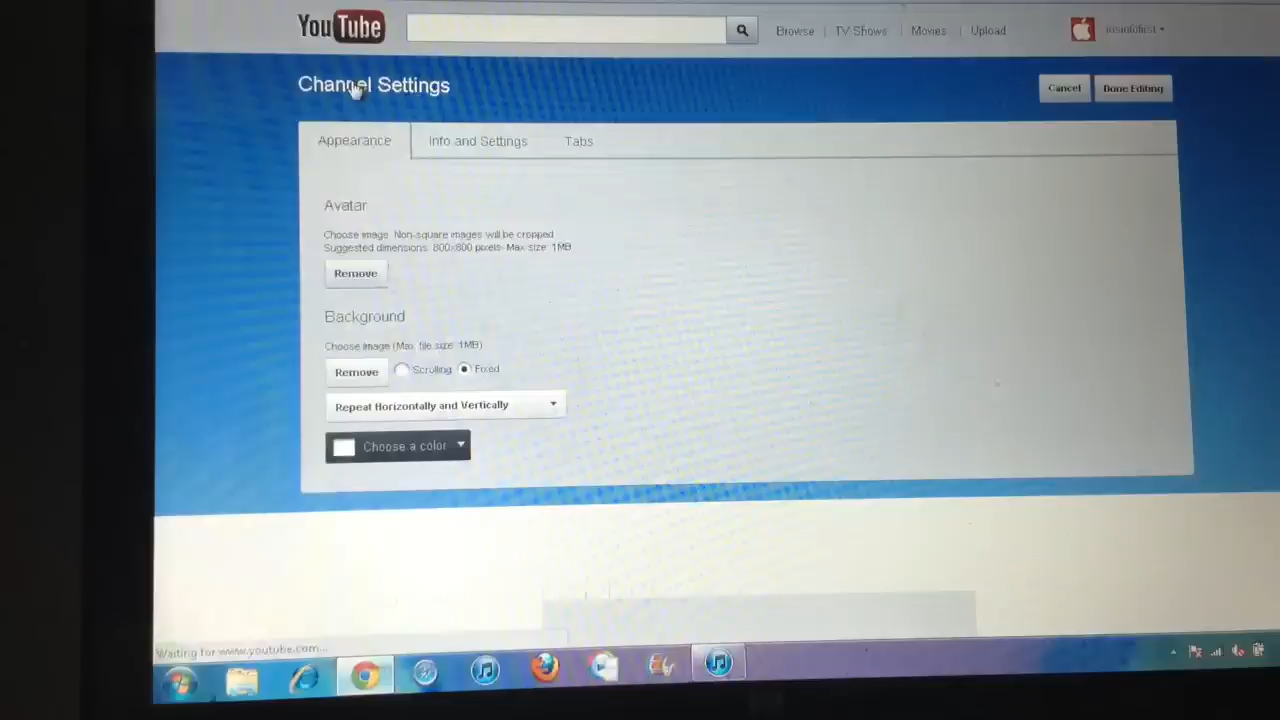 YouTube
Browse | TV Shows | Movies | Upload
Channel Settings
Cancel Done Editing
Appearance Info and Settings Tabs
Avatar
Choose image. Non-square images will be cropped
Suggested dimensions: 800x800 pixels. Max size: 1MB
Remove
Background
Choose image (Max. file size: 1MB)
Remove Scrolling Fixed
Repeat Horizontally and Vertically
Choose a color
Waiting for www.youtube.com...